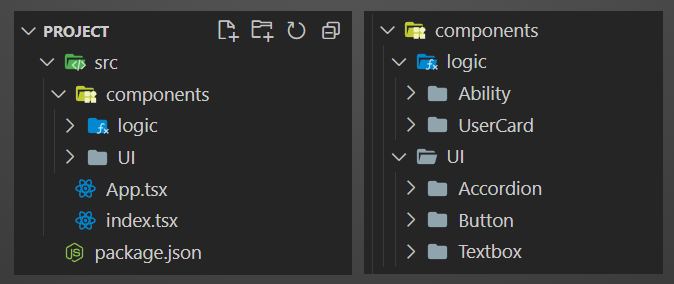 PROJECT
src
components
logic
UI
App.tsx
index.tsx
package.json
components
logic
Ability
UserCard
UI
Accordion
Button
Textbox